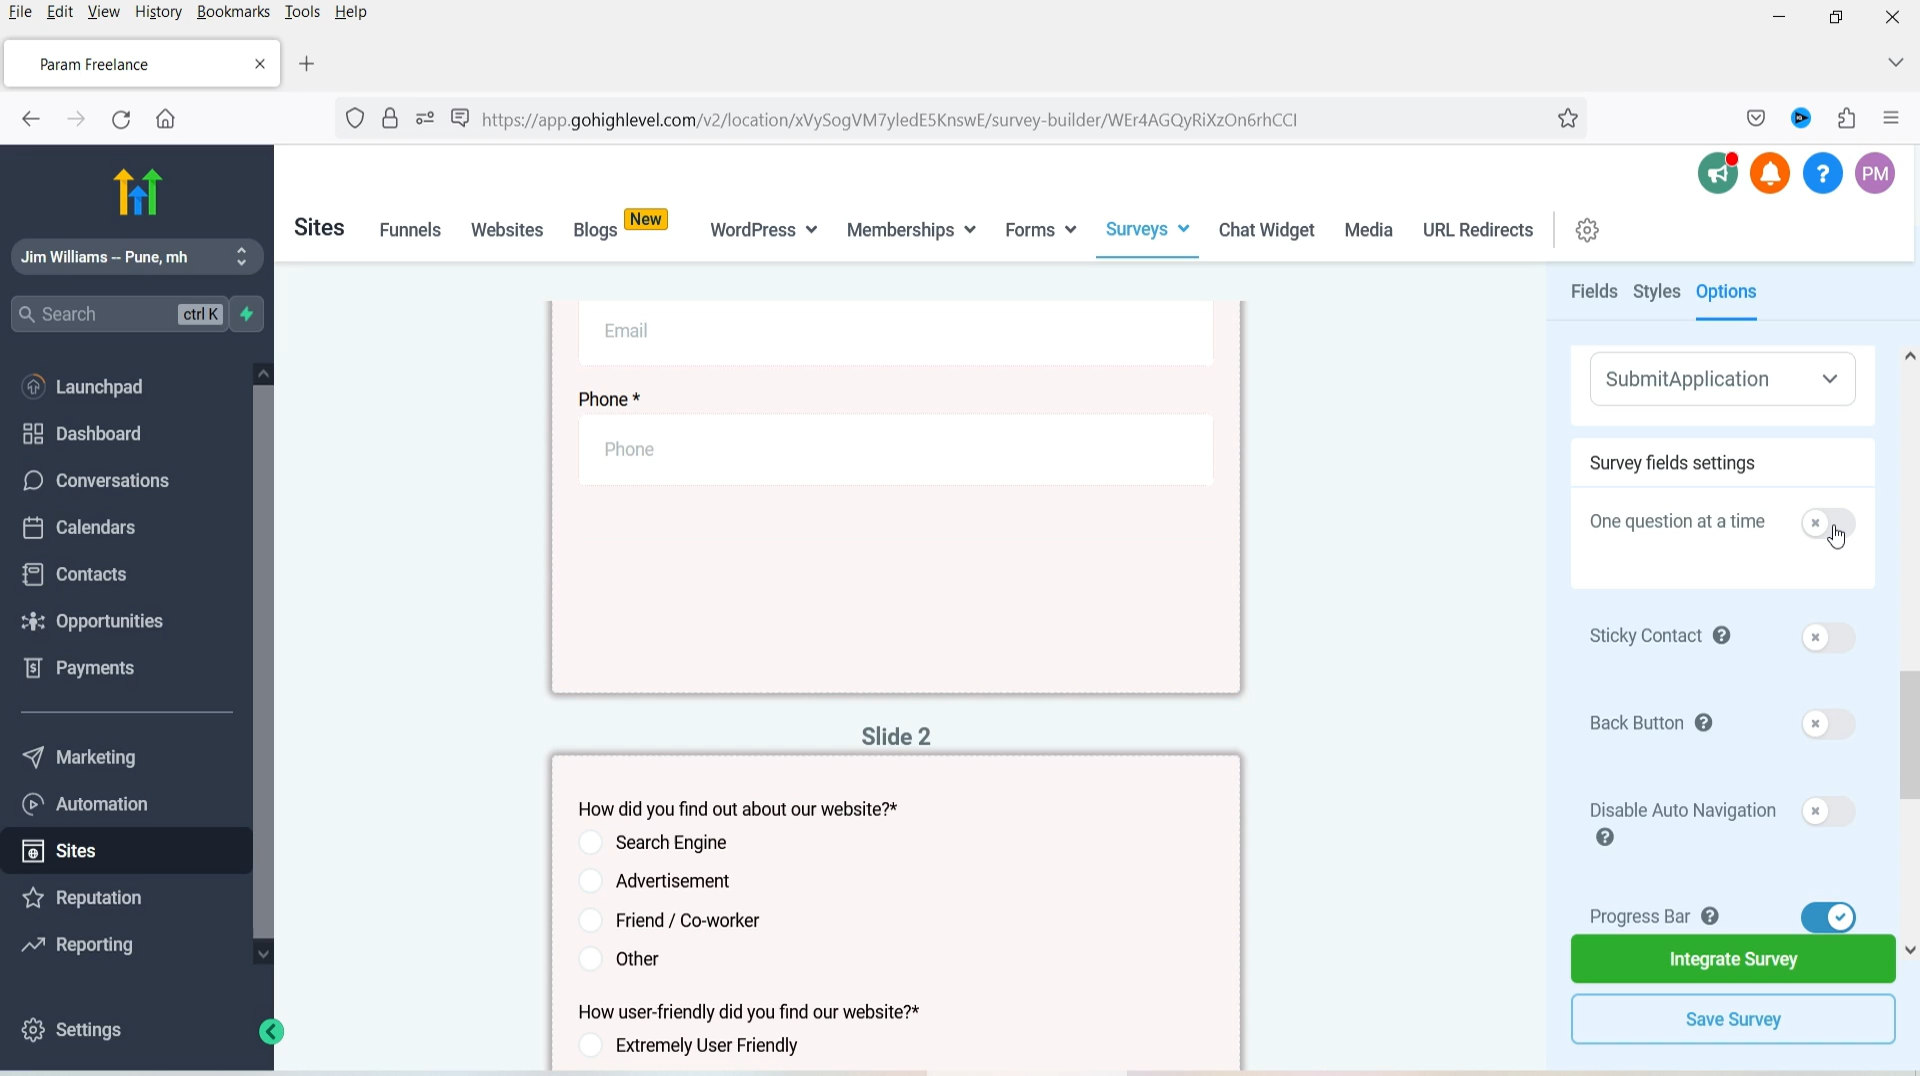 File Edit View History Bookmarks Tools Help
Param Freelance
https://app.gohighlevel.com/v2/location/xVySogVM7yledE5KnswE/survey-builder/WEr4AGQyRiXzOn6rhCCI
PM
Sites Funnels Websites Blogs New WordPress Memberships Forms Surveys Chat Widget Media URL Redirects
Jim Williams -- Pune, mh
Search ctrl K
Launchpad
Dashboard
Conversations
Calendars
Contacts
Opportunities
Payments
Marketing
Automation
Sites
Reputation
Reporting
Settings
Email
Phone *
Phone
Slide 2
How did you find out about our website?*
Search Engine
Advertisement
Friend / Co-worker
Other
How user-friendly did you find our website?*
Extremely User Friendly
Fields Styles Options
SubmitApplication
Survey fields settings
One question at a time
Sticky Contact ?
Back Button ?
Disable Auto Navigation
?
Progress Bar ?
Integrate Survey
Save Survey